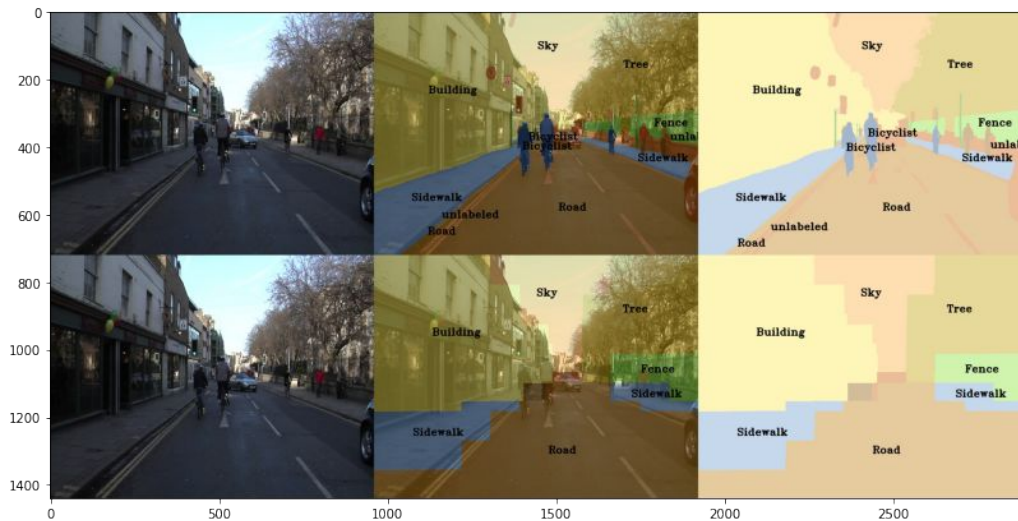 0
Sky
Sky
Tree
Tree
200
Building
Building
Fence
Fence
400
Bicyclist
Bicyclist
unlab
unlab
Bicyclist
Bicyclist
Sidewalk
Sidewalk
Sidewalk
Sidewalk
600
unlabeled
Road
Road
unlabeled
Road
Road
800
Sky
Sky
Tree
Tree
Building
Building
1000
Fence
Fence
Sidewalk
Sidewalk
1200
Sidewalk
Sidewalk
Road
Road
1400
0
500
1000
1500
2000
2500